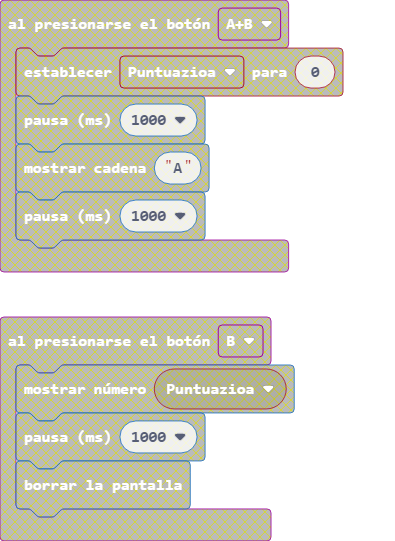 al presionarse el botón A+B
establecer Puntuazioa para 0
pausa (ms) 1000
mostrar cadena "A"
pausa (ms) 1000
al presionarse el botón B
mostrar número Puntuazioa
pausa (ms) 1000
borrar la pantalla